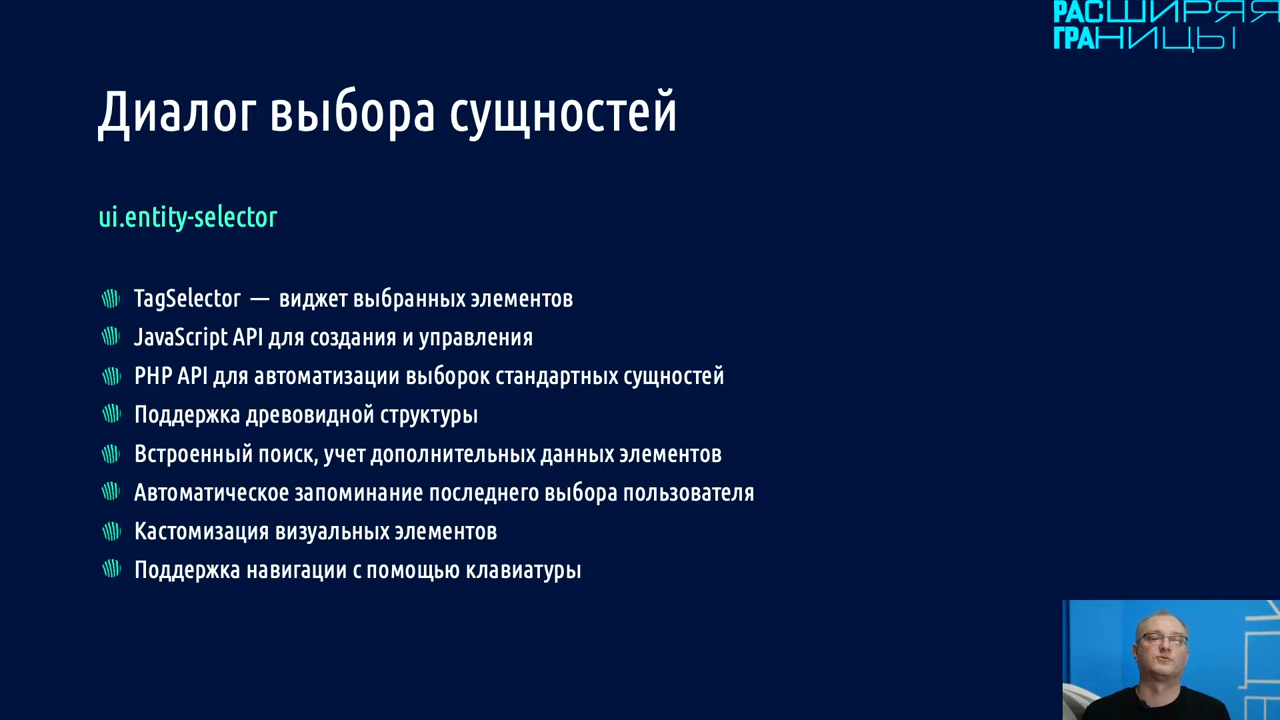 РАСШИРЯЯ
ГРАНИЦЫ
Диалог выбора сущностей
ui.entity-selector
TagSelector — виджет выбранных элементов
JavaScript API для создания и управления
PHP API для автоматизации выборок стандартных сущностей
Поддержка древовидной структуры
Встроенный поиск, учет дополнительных данных элементов
Автоматическое запоминание последнего выбора пользователя
Кастомизация визуальных элементов
Поддержка навигации с помощью клавиатуры